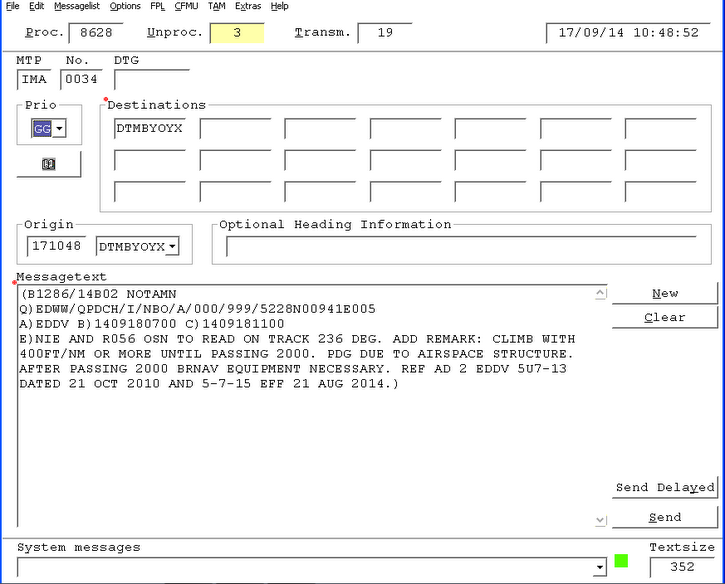 File Edit Messagelist Options FPL CFMU TAM Extras Help
Proc. 8628 Unproc. 3 Transm. 19 17/09/14 10:48:52
MTP No. DTG
IMA 0034
Prio Destinations
GG DTMBYOYX
Origin Optional Heading Information
171048 DTMBYOYX
Messagetext
(B1286/14B02 NOTAMN
Q)EDWW/QPDCH/I/NBO/A/000/999/5228N00941E005
A)EDDV B)1409180700 C)1409181100
E)NIE AND R056 OSN TO READ ON TRACK 236 DEG. ADD REMARK: CLIMB WITH
400FT/NM OR MORE UNTIL PASSING 2000. PDG DUE TO AIRSPACE STRUCTURE.
AFTER PASSING 2000 BRNAV EQUIPMENT NECESSARY. REF AD 2 EDDV 5U7-13
DATED 21 OCT 2010 AND 5-7-15 EFF 21 AUG 2014.)
New
Clear
Send Delayed
Send
System messages Textsize
352